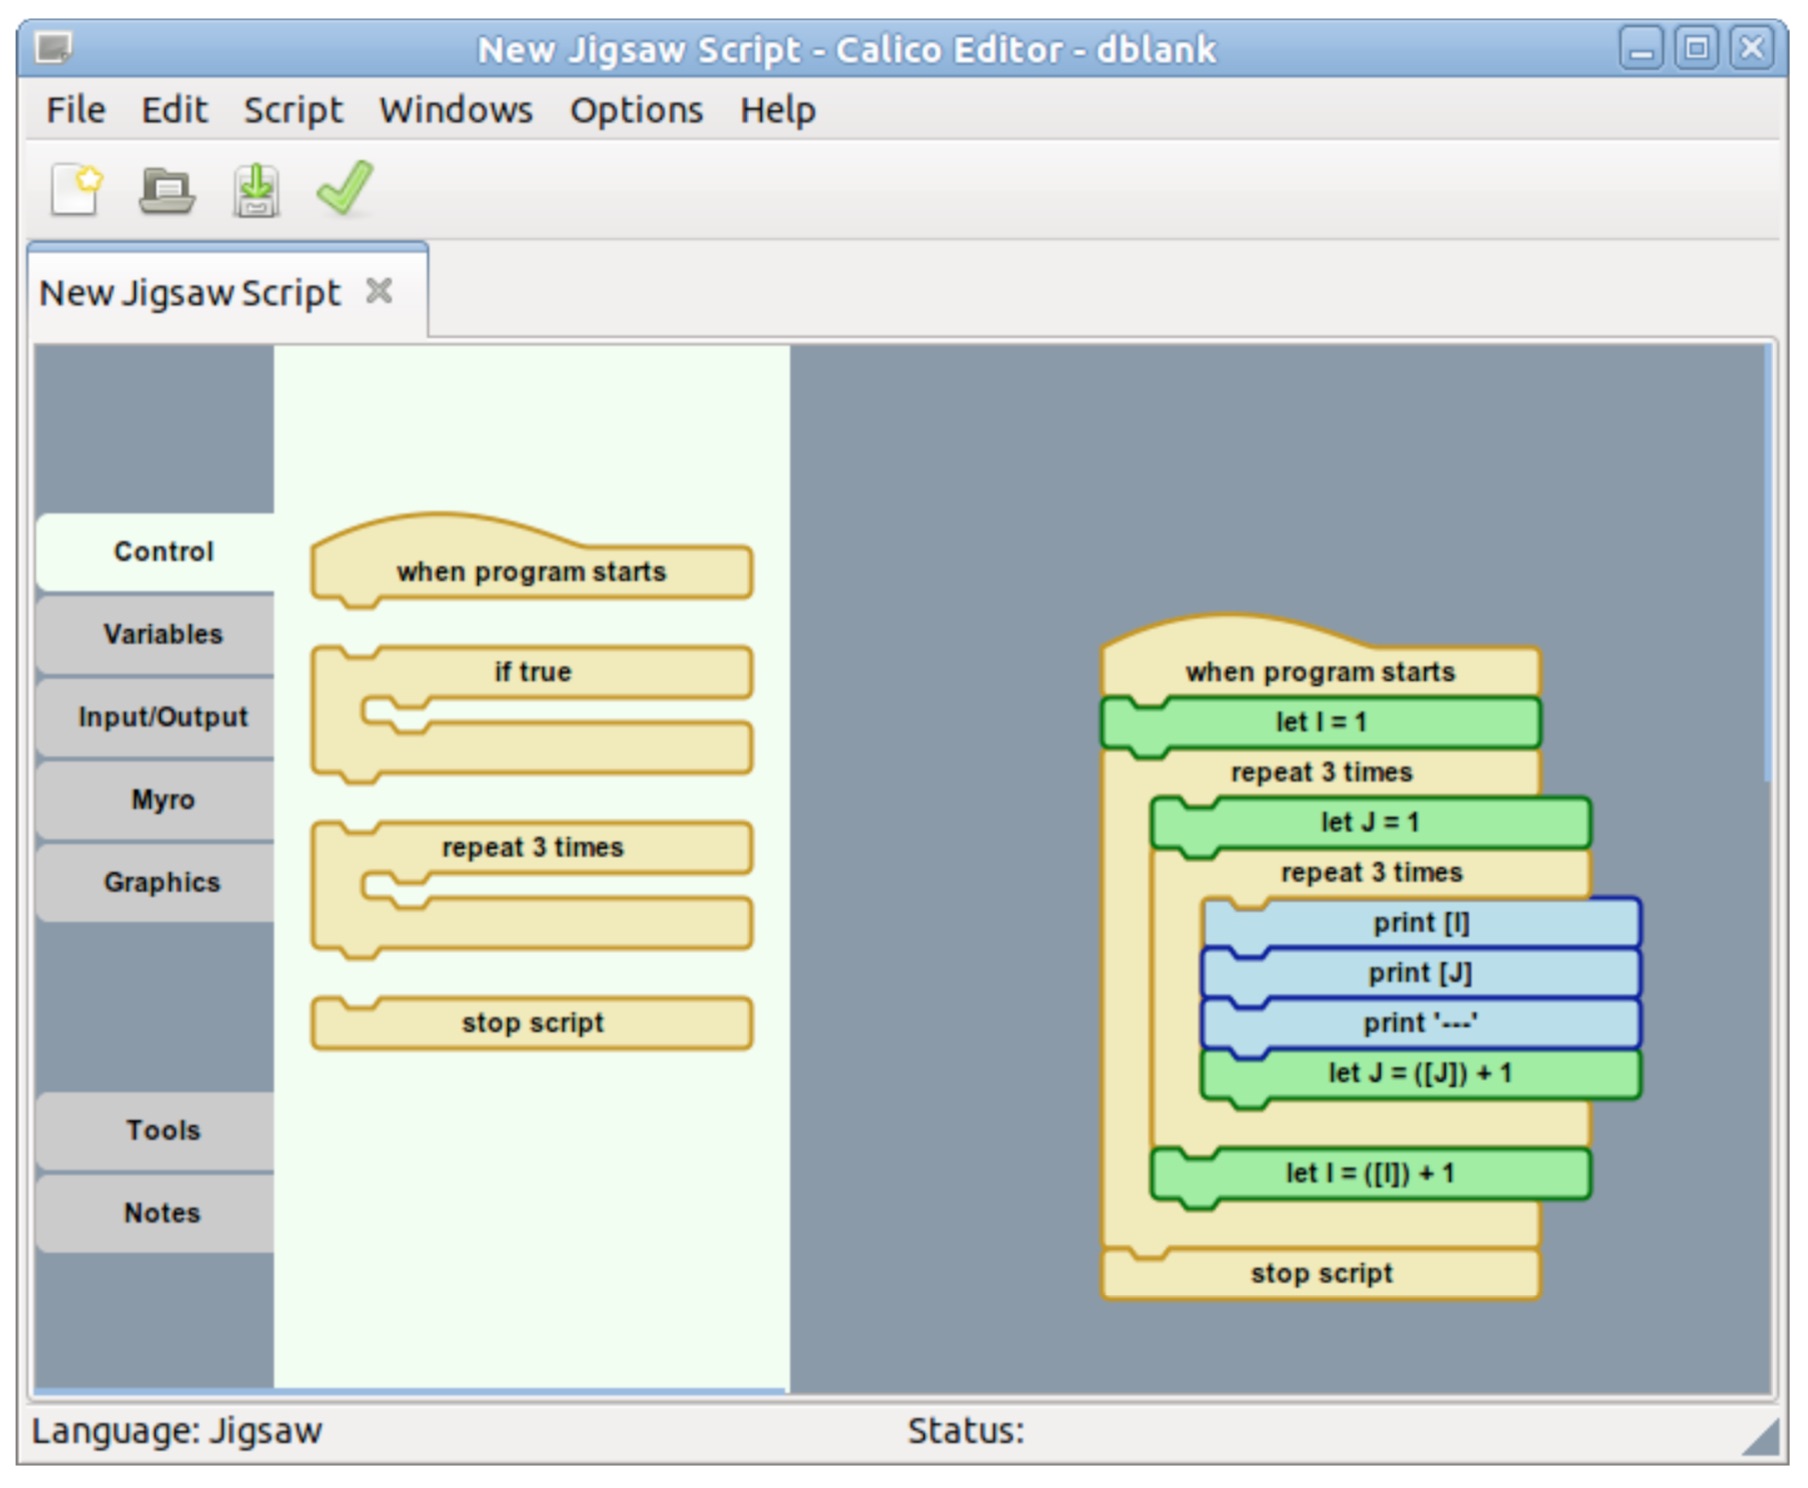 New Jigsaw Script - Calico Editor - dblank
File Edit Script Windows Options Help
New Jigsaw Script
Control
Variables
Input/Output
Myro
Graphics
Tools
Notes
when program starts
if true
repeat 3 times
stop script
when program starts
let I = 1
repeat 3 times
let J = 1
repeat 3 times
print [I]
print [J]
print '---'
let J = ([J]) + 1
let I = ([I]) + 1
stop script
Language: Jigsaw
Status: